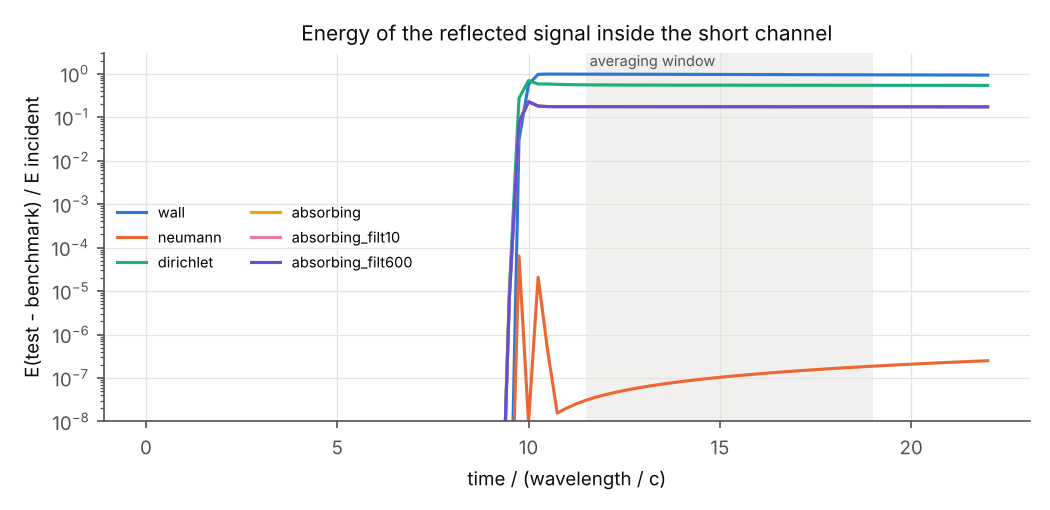 Energy of the reflected signal inside the short channel
averaging window
E(test - benchmark) / E incident
10⁰
10⁻¹
10⁻²
10⁻³
10⁻⁴
10⁻⁵
10⁻⁶
10⁻⁷
10⁻⁸
wall absorbing
neumann absorbing_filt10
dirichlet absorbing_filt600
0 5 10 15 20
time / (wavelength / c)